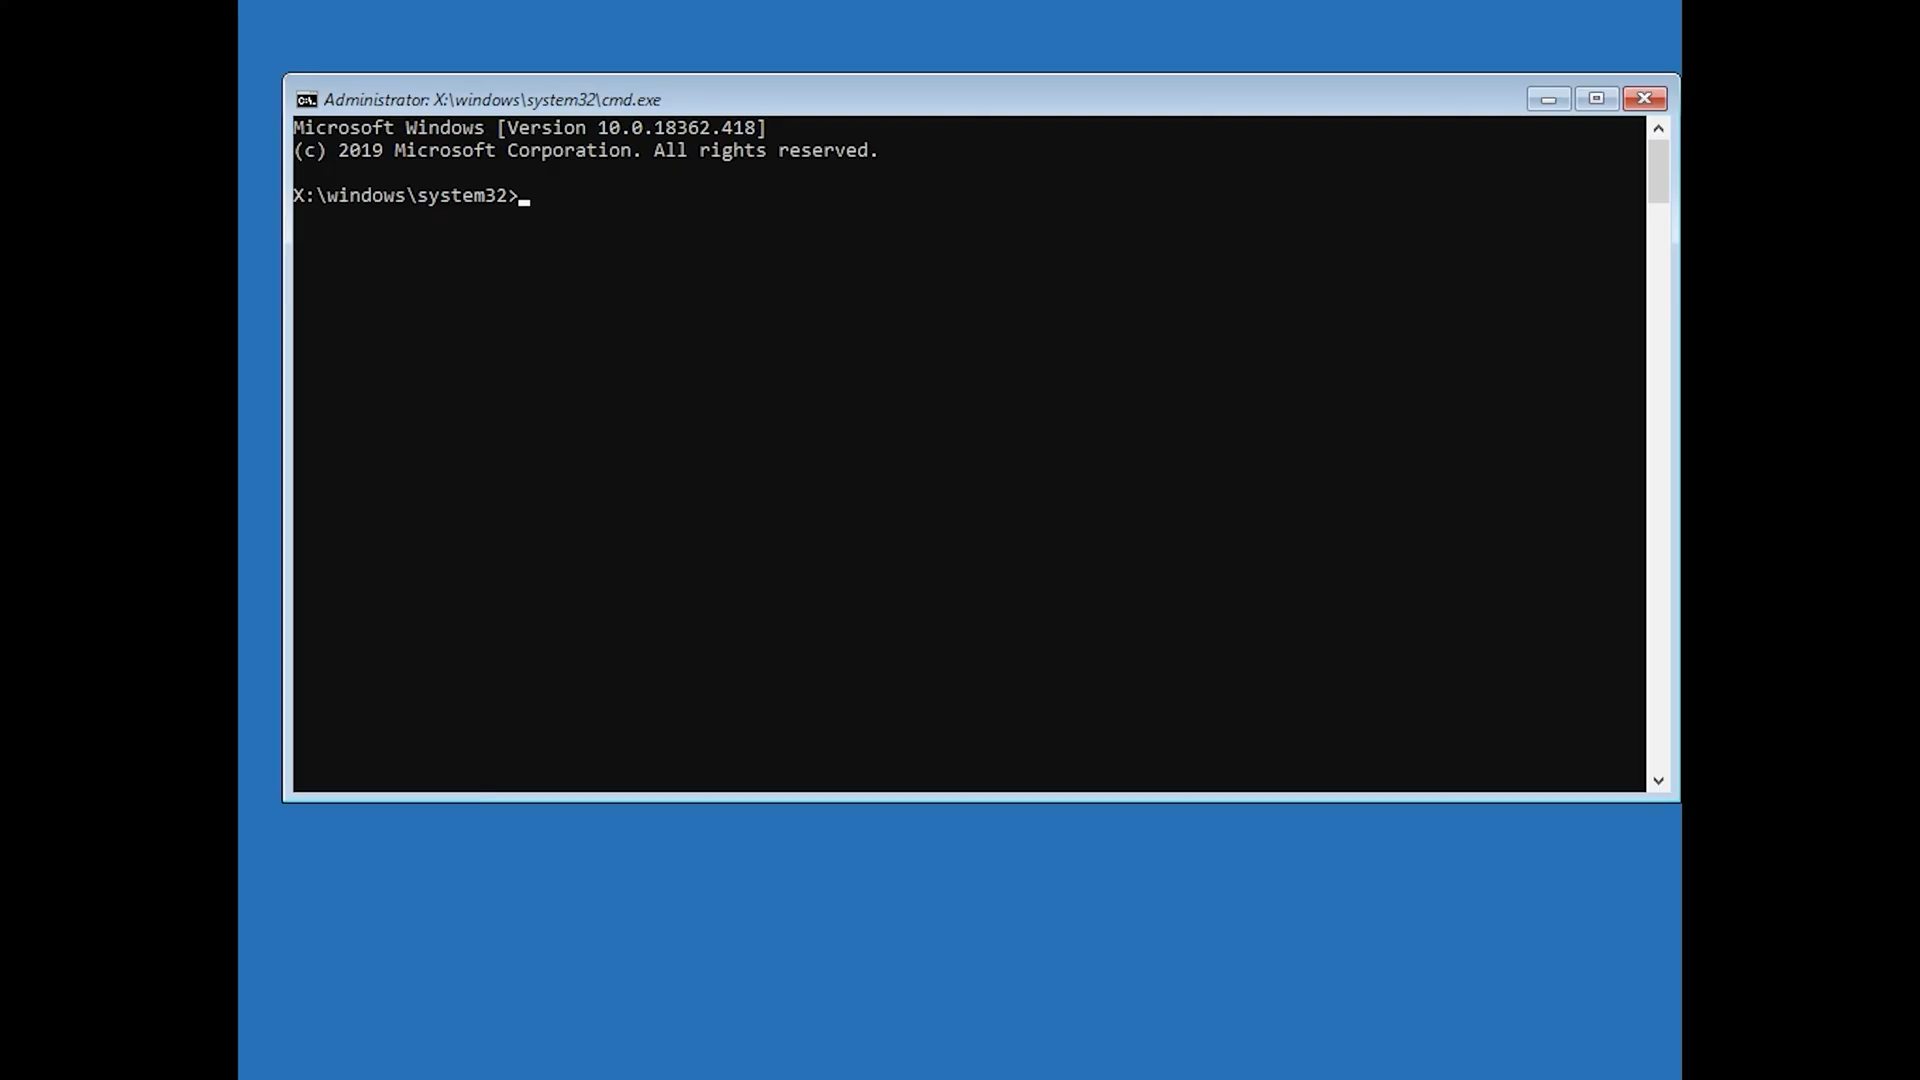 Administrator: X:\windows\system32\cmd.exe
Microsoft Windows [Version 10.0.18362.418]
(c) 2019 Microsoft Corporation. All rights reserved.
X:\windows\system32>